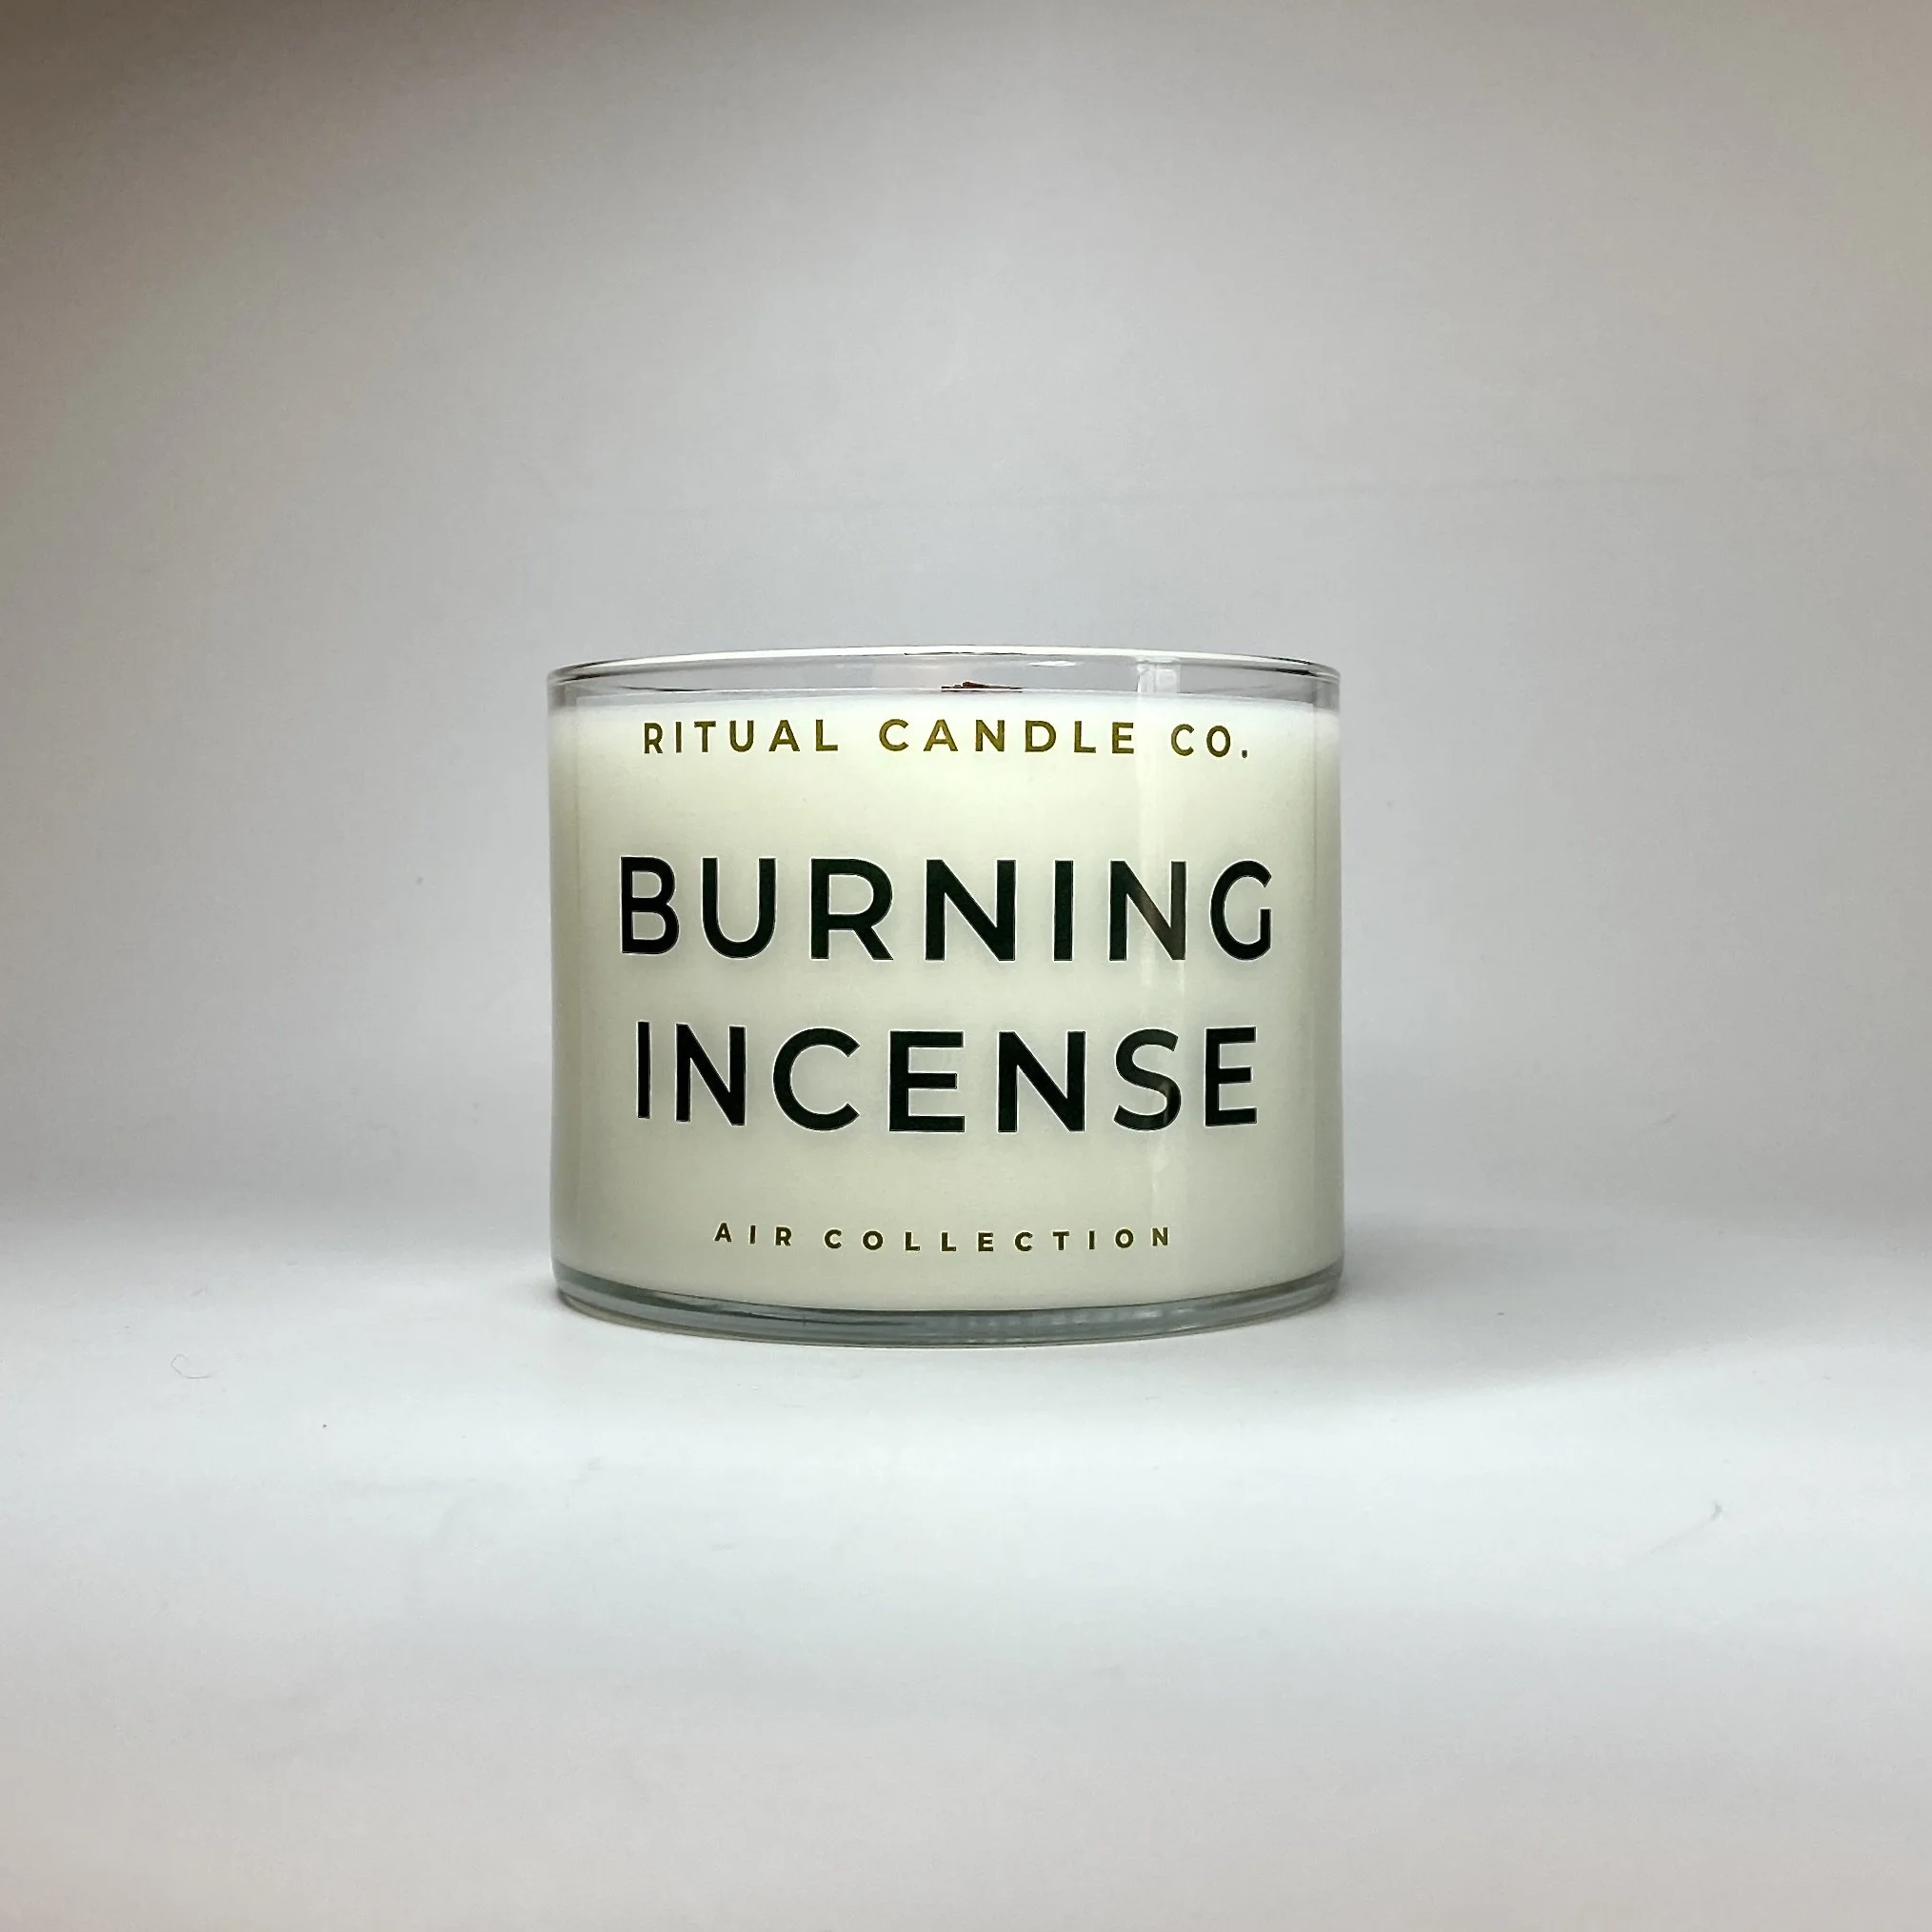 RITUAL CANDLE CO.
BURNING
INCENSE
AIR COLLECTION